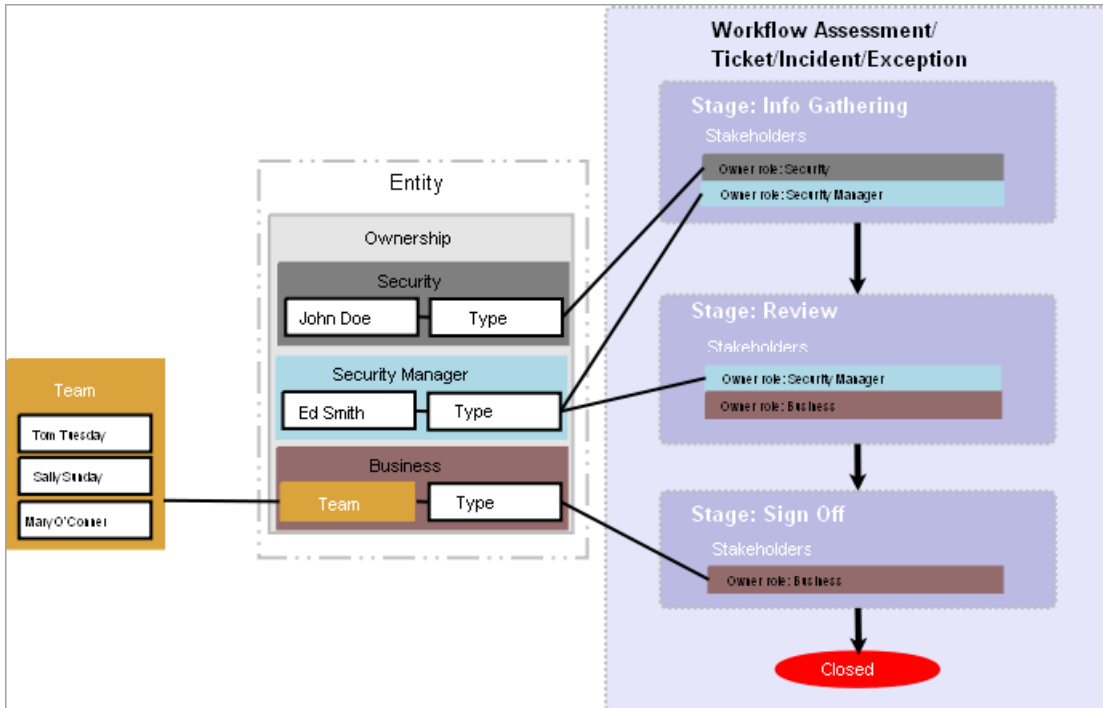 Workflow Assessment/
Ticket/Incident/Exception
Stage: Info Gathering
Stakeholders
Owner role: Security
Owner role: Security Manager
Entity
Ownership
Security
John Doe
Type
Security Manager
Ed Smith
Type
Business
Team
Type
Team
Tom Tuesday
Sally Sunday
Mary O'Conner
Stage: Review
Stakeholders
Owner role: Security Manager
Owner role: Business
Stage: Sign Off
Stakeholders
Owner role: Business
Closed